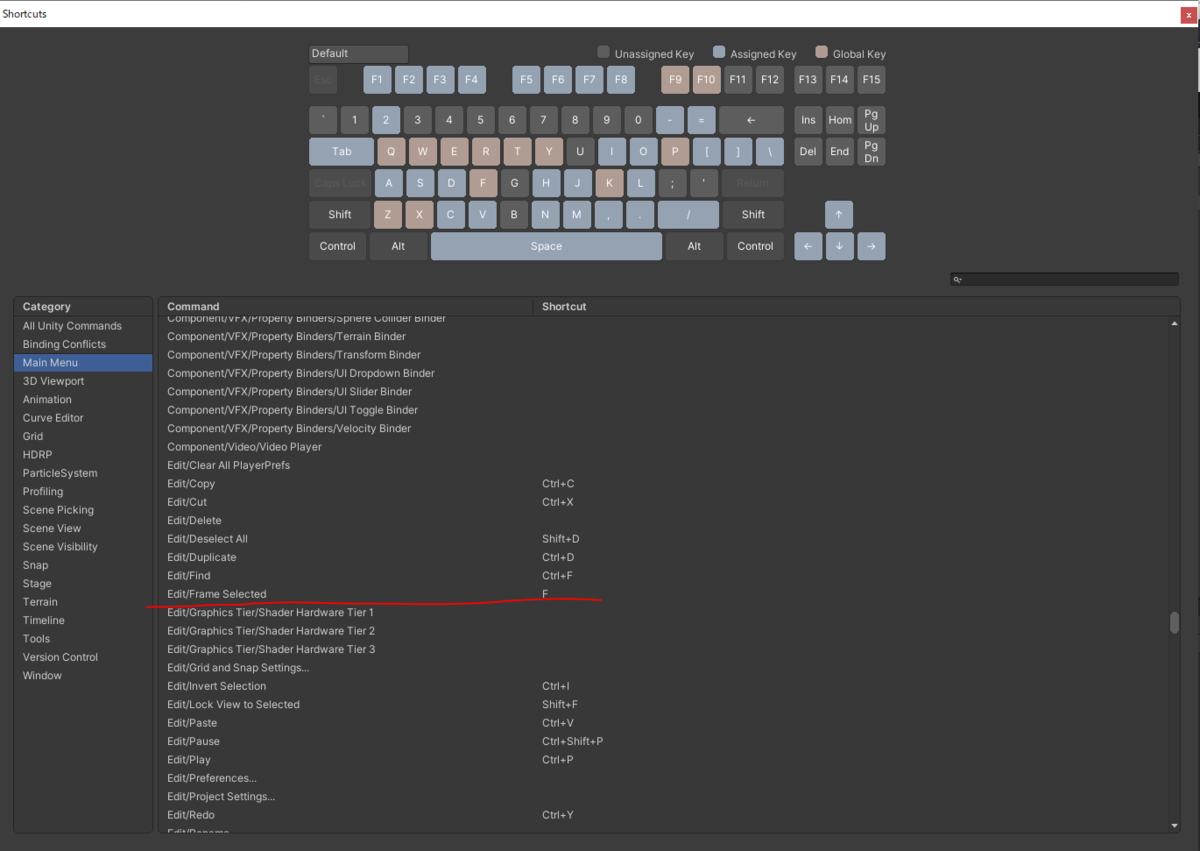 Shortcuts
x
Default
Unassigned Key Assigned Key Global Key
Esc F1 F2 F3 F4 F5 F6 F7 F8 F9 F10 F11 F12 F13 F14 F15
` 1 2 3 4 5 6 7 8 9 0 - = ← Ins Hom Pg Up
Tab Q W E R T Y U I O P [ ] \ Del End Pg Dn
Caps Lock A S D F G H J K L ; ' Return
Shift Z X C V B N M , . / Shift ↑
Control Alt Space Alt Control ← ↓ →
Category
All Unity Commands
Binding Conflicts
Main Menu
3D Viewport
Animation
Curve Editor
Grid
HDRP
ParticleSystem
Profiling
Scene Picking
Scene View
Scene Visibility
Snap
Stage
Terrain
Timeline
Tools
Version Control
Window
Command Shortcut
Component/VFX/Property Binders/Sphere Collider Binder
Component/VFX/Property Binders/Terrain Binder
Component/VFX/Property Binders/Transform Binder
Component/VFX/Property Binders/UI Dropdown Binder
Component/VFX/Property Binders/UI Slider Binder
Component/VFX/Property Binders/UI Toggle Binder
Component/VFX/Property Binders/Velocity Binder
Component/Video/Video Player
Edit/Clear All PlayerPrefs
Edit/Copy Ctrl+C
Edit/Cut Ctrl+X
Edit/Delete
Edit/Deselect All Shift+D
Edit/Duplicate Ctrl+D
Edit/Find Ctrl+F
Edit/Frame Selected F
Edit/Graphics Tier/Shader Hardware Tier 1
Edit/Graphics Tier/Shader Hardware Tier 2
Edit/Graphics Tier/Shader Hardware Tier 3
Edit/Grid and Snap Settings...
Edit/Invert Selection Ctrl+I
Edit/Lock View to Selected Shift+F
Edit/Paste Ctrl+V
Edit/Pause Ctrl+Shift+P
Edit/Play Ctrl+P
Edit/Preferences...
Edit/Project Settings...
Edit/Redo Ctrl+Y
Edit/Rename